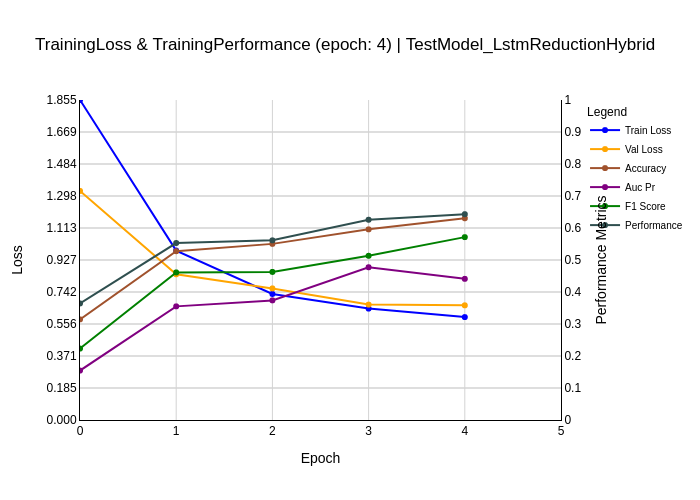 TrainingLoss & TrainingPerformance (epoch: 4) | TestModel_LstmReductionHybrid
1.855
1.669
1.484
1.298
1.113
0.927
0.742
0.556
0.371
0.185
0.000
Loss
0
1
2
3
4
5
Epoch
1
0.9
0.8
0.7
0.6
0.5
0.4
0.3
0.2
0.1
0
Performance Metrics
Legend
Train Loss
Val Loss
Accuracy
Auc Pr
F1 Score
Performance